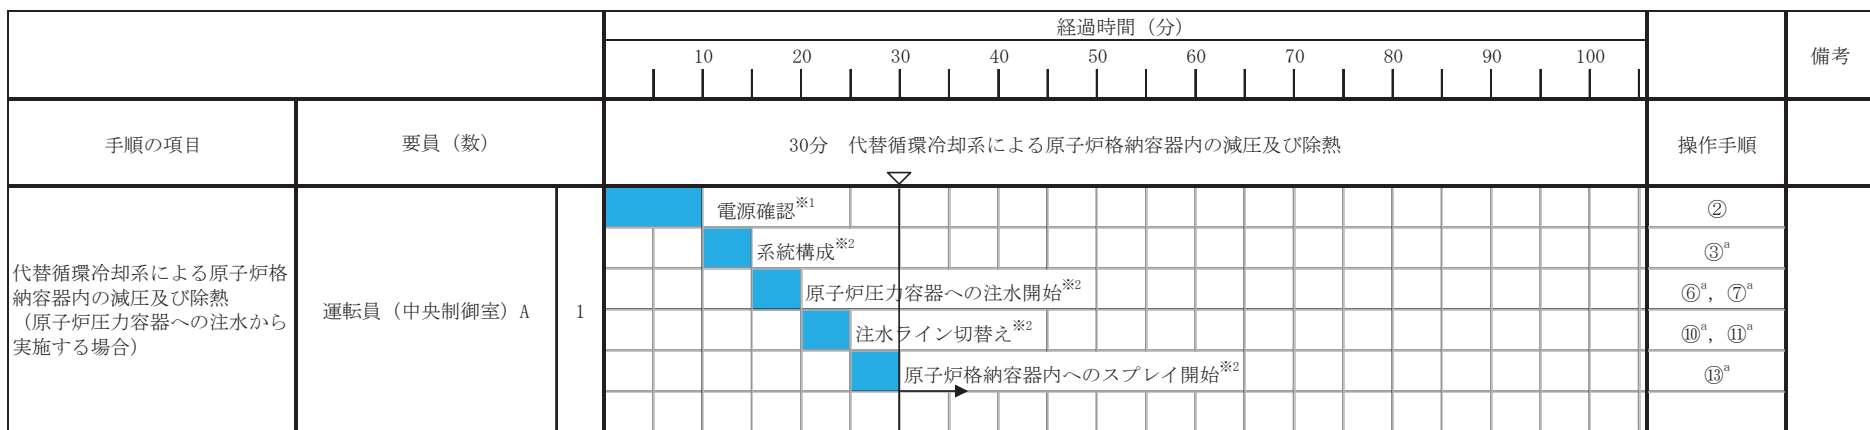 経過時間（分）
備考
10 20 30 40 50 60 70 80 90 100
手順の項目
要員（数）
30分　代替循環冷却系による原子炉格納容器内の減圧及び除熱
操作手順
代替循環冷却系による原子炉格
納容器内の減圧及び除熱
（原子炉圧力容器への注水から
実施する場合）
運転員（中央制御室）A
1
電源確認※1
②
系統構成※2
③a
原子炉圧力容器への注水開始※2
⑥a，⑦a
注水ライン切替え※2
⑩a，⑪a
原子炉格納容器内へのスプレイ開始※2
⑬a